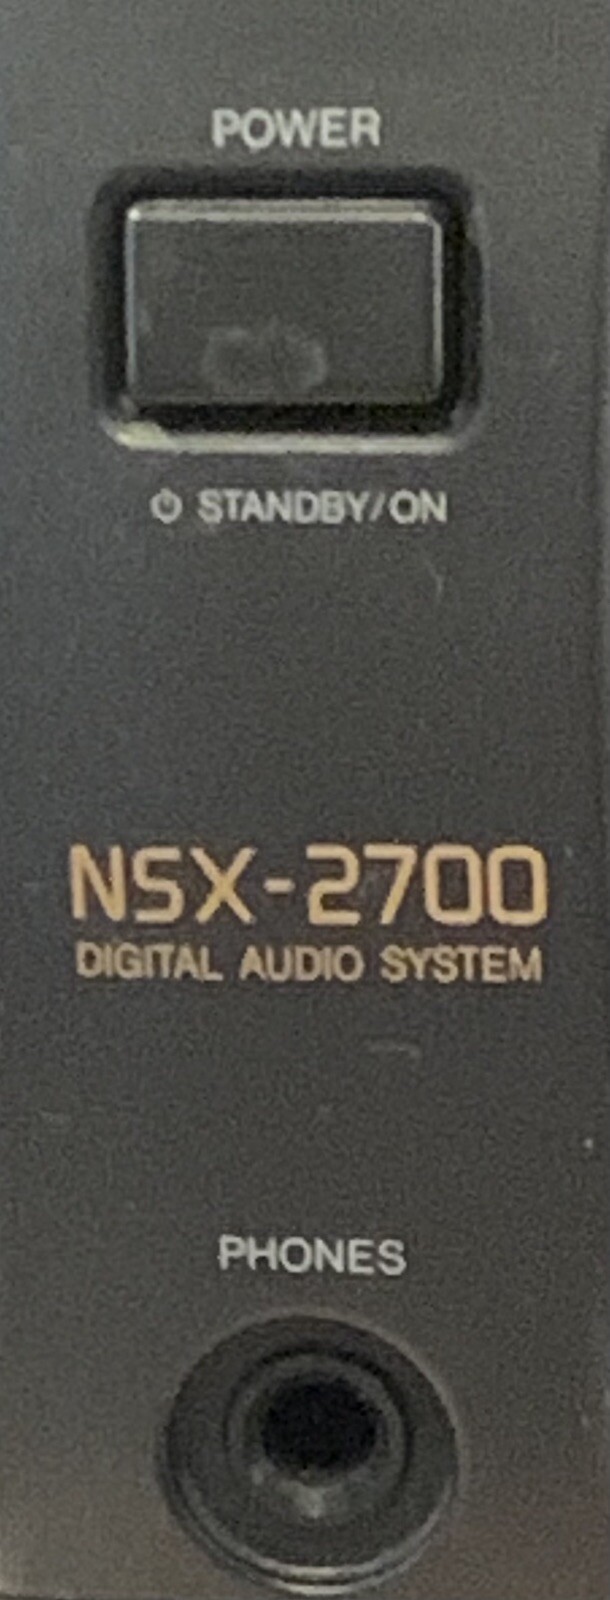 POWER
⏻ STANDBY/ON
NSX-2700
DIGITAL AUDIO SYSTEM
PHONES